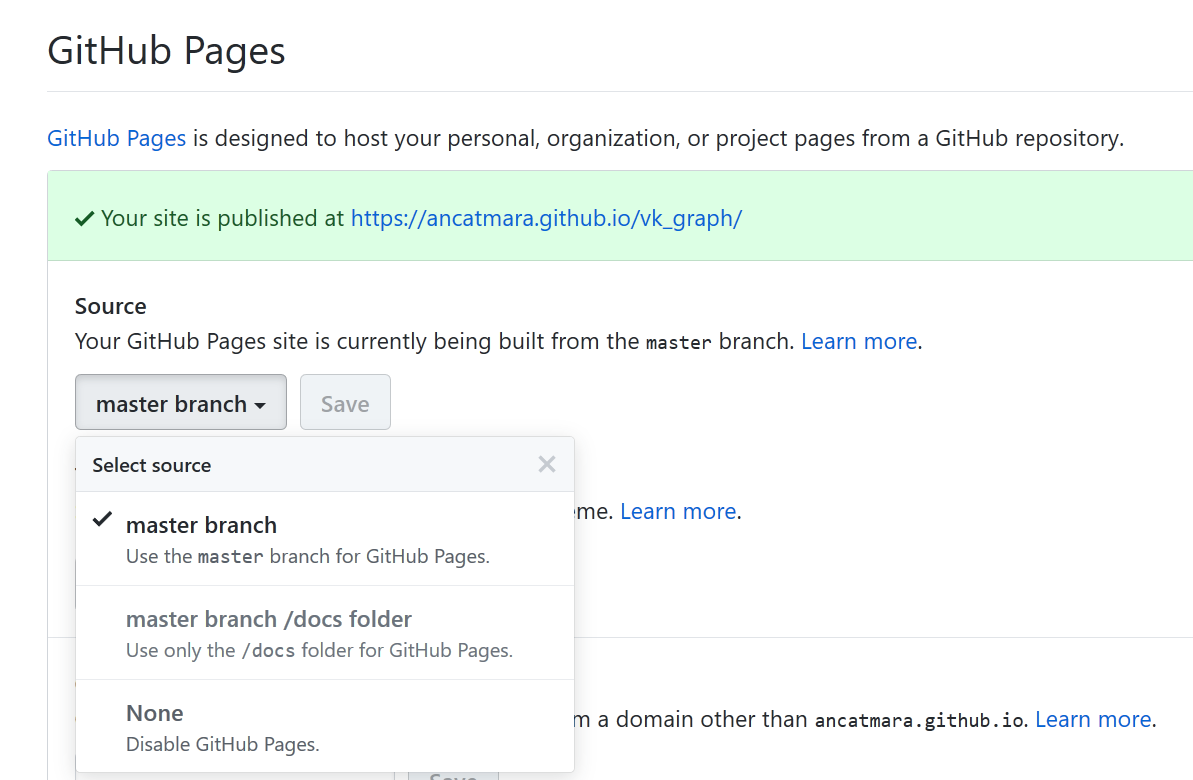 GitHub Pages
GitHub Pages is designed to host your personal, organization, or project pages from a GitHub repository.
Your site is published at https://ancatmara.github.io/vk_graph/
Source
Your GitHub Pages site is currently being built from the master branch. Learn more.
master branch Save
Select source
master branch
Learn more.
Use the master branch for GitHub Pages.
master branch /docs folder
Use only the /docs folder for GitHub Pages.
None
a domain other than ancatmara.github.io. Learn more.
Disable GitHub Pages.